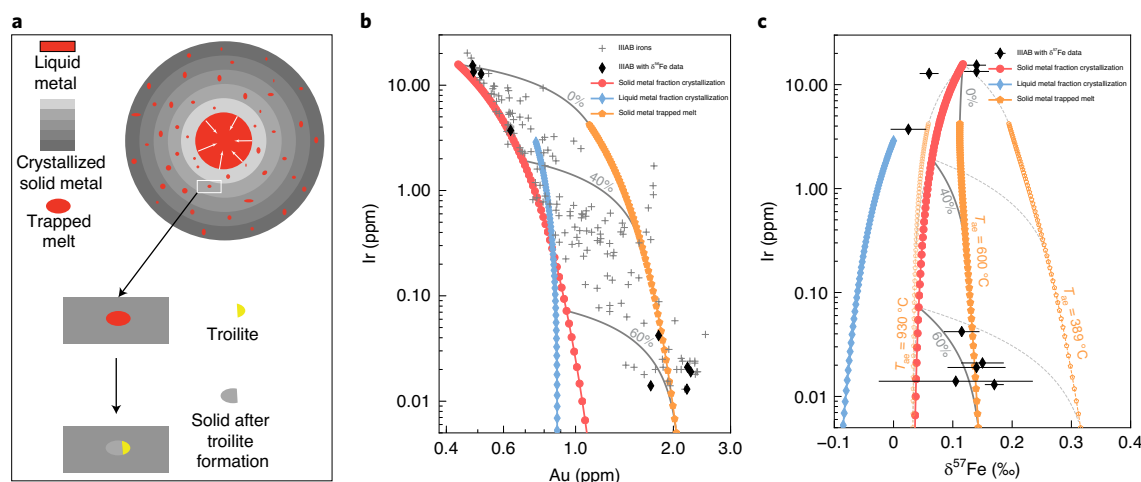 a
Liquid
metal
Crystallized
solid metal
Trapped
melt
Troilite
Solid after
troilite
formation
b
IIIAB irons
IIIAB with δ⁵⁶Fe data
Solid metal fraction crystallization
Liquid metal fraction crystallization
Solid metal trapped melt
0%
40%
60%
Ir (ppm)
10.00
1.00
0.10
0.01
0.4
0.6
1.0
2.0
3.0
Au (ppm)
c
IIIAB with δ⁵⁷Fe data
Solid metal fraction crystallization
Liquid metal fraction crystallization
Solid metal trapped melt
0%
40%
60%
Tae = 930 °C
Tae = 600 °C
Tae = 389 °C
Ir (ppm)
10.00
1.00
0.10
0.01
−0.1
0
0.1
0.2
0.3
0.4
δ⁵⁷Fe (‰)